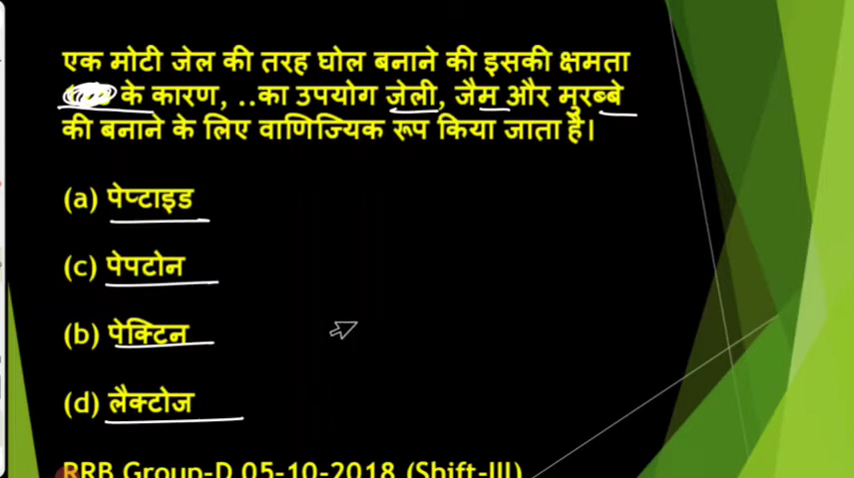 एक मोटी जेल की तरह घोल बनाने की इसकी क्षमता
के कारण, ..का उपयोग जेली, जैम और मुरब्बे
की बनाने के लिए वाणिज्यिक रूप किया जाता है।
(a) पेप्टाइड
(c) पेपटोन
(b) पेक्टिन
(d) लैक्टोज
RRB Group-D 05-10-2018 (Shift-III)